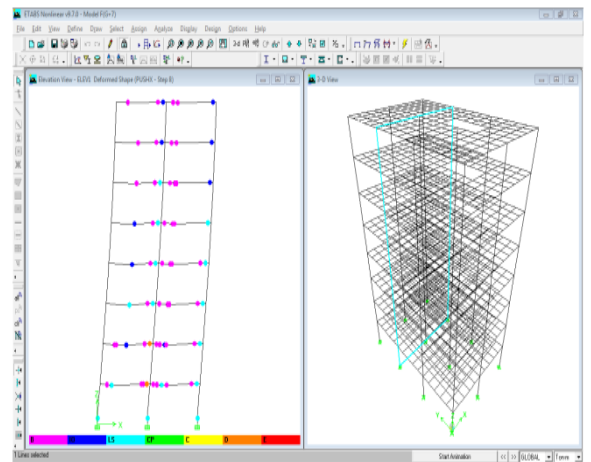 ETABS Nonlinear v9.7.0 - Model F(G+7)
File Edit View Define Draw Select Assign Analyze Display Design Options Help
Elevation View - ELEV1 Deformed Shape (PUSHX - Step 8)
3-D View
X
Y X
B IO LS CP C D E
1 Lines selected
Start Animation << >> GLOBAL